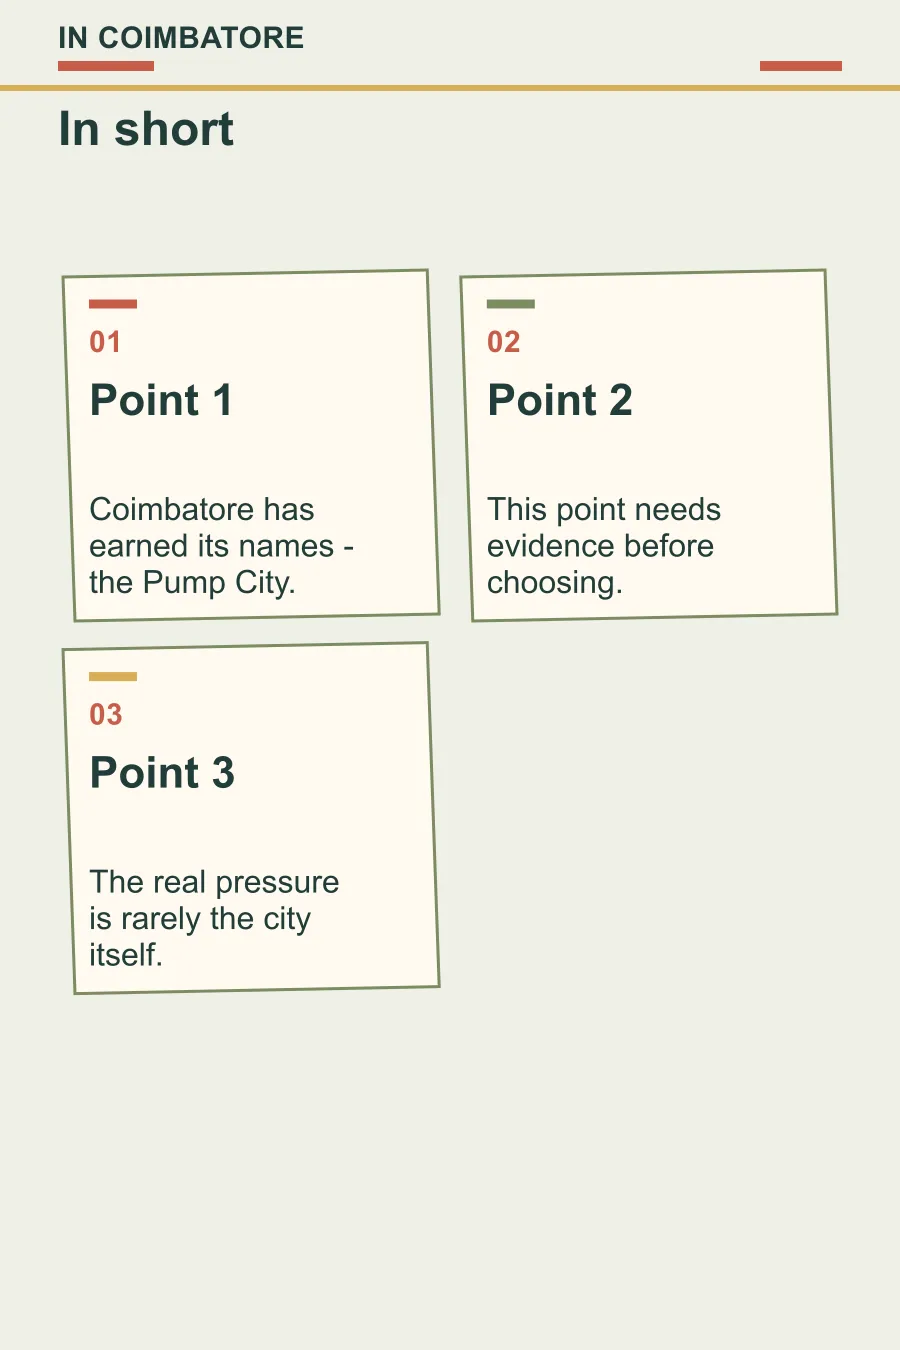 IN COIMBATORE
In short
01
Point 1
Coimbatore has
earned its names -
the Pump City.
02
Point 2
This point needs
evidence before
choosing.
03
Point 3
The real pressure
is rarely the city
itself.